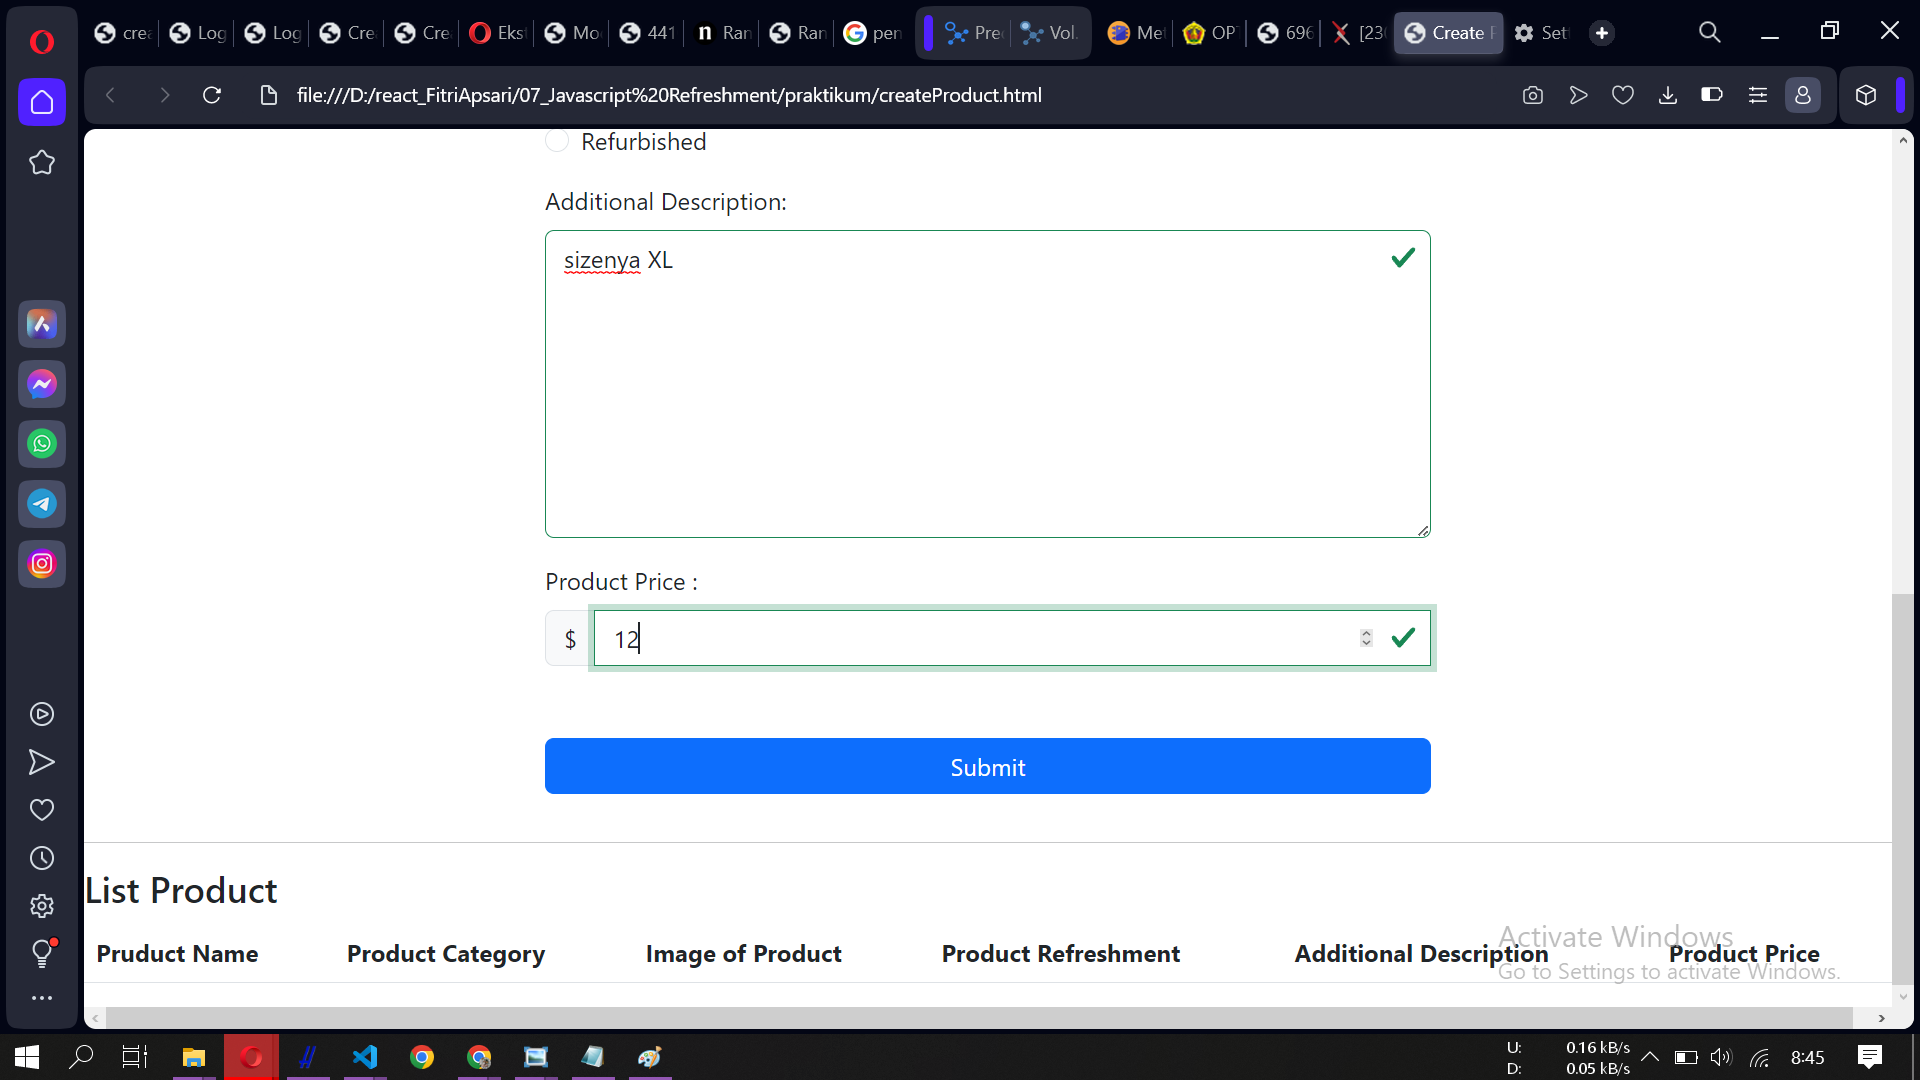 crea
Log
Log
Cre
Cre
Eks
Mo
441
n Ran
Ran
pen
Pre
Vol.
Met
OPT
696
[23
Create P
Set
file:///D:/react_FitriApsari/07_Javascript%20Refreshment/praktikum/createProduct.html
Refurbished
Additional Description:
sizenya XL
Product Price :
$ 12
Submit
List Product
Pruduct Name Product Category Image of Product Product Refreshment Additional Description Product Price
Activate Windows
Go to Settings to activate Windows.
U: 0.16 kB/s
D: 0.05 kB/s
8:45